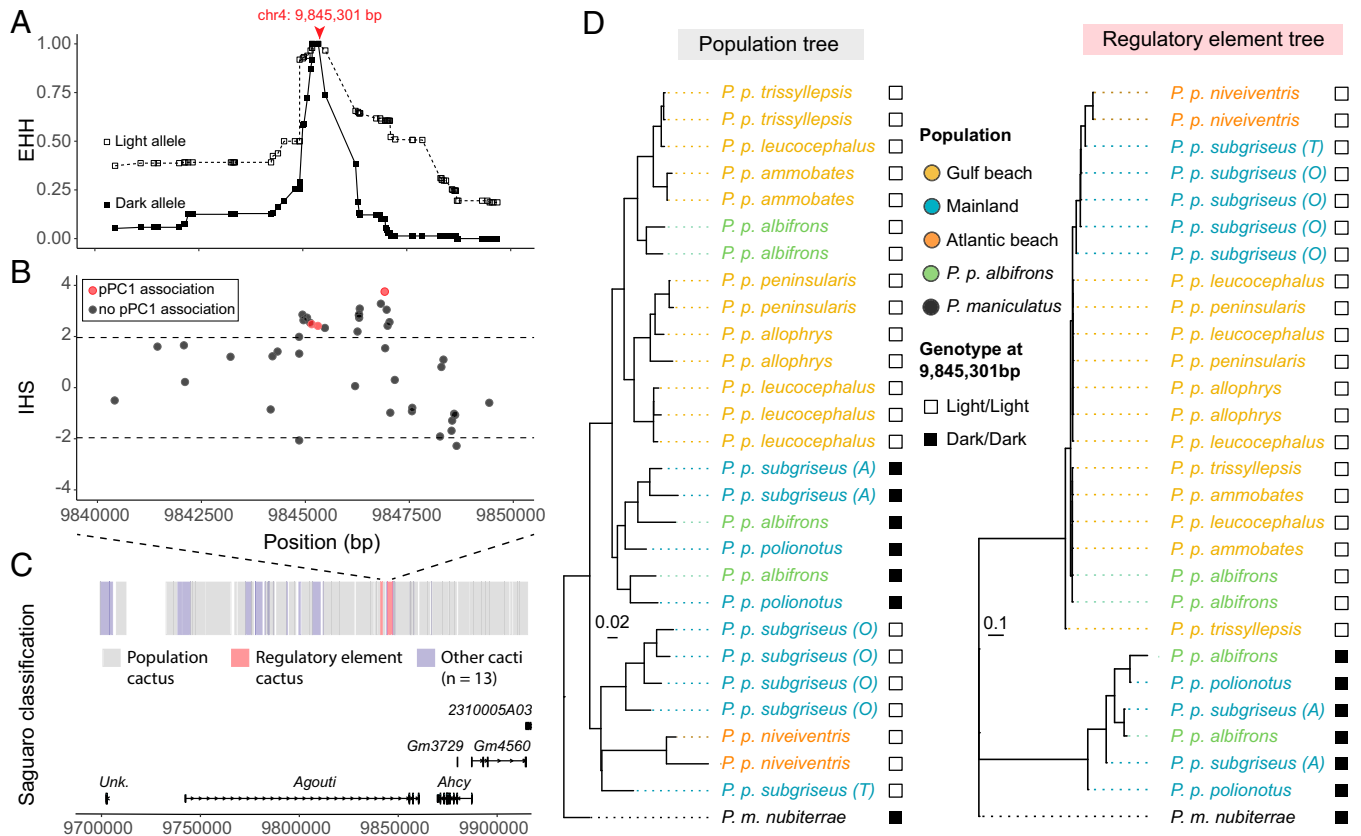 A
chr4: 9,845,301 bp
1.00
0.75
0.50
0.25
0.00
EHH
Light allele
Dark allele
B
4
2
0
-2
-4
IHS
pPC1 association
no pPC1 association
9840000 9842500 9845000 9847500 9850000
Position (bp)
C
Saguaro classification
Population cactus
Regulatory element cactus
Other cacti (n = 13)
2310005A03
Gm3729 Gm4560
Unk. Agouti Ahcy
9700000 9750000 9800000 9850000 9900000
D
Population tree
P. p. trissyllepsis
P. p. trissyllepsis
P. p. leucocephalus
P. p. ammobates
P. p. ammobates
P. p. albifrons
P. p. albifrons
P. p. peninsularis
P. p. peninsularis
P. p. allophrys
P. p. allophrys
P. p. leucocephalus
P. p. leucocephalus
P. p. leucocephalus
P. p. subgriseus (A)
P. p. subgriseus (A)
P. p. albifrons
P. p. polionotus
P. p. albifrons
P. p. polionotus
P. p. subgriseus (O)
P. p. subgriseus (O)
P. p. subgriseus (O)
P. p. subgriseus (O)
P. p. niveiventris
P. p. niveiventris
P. p. subgriseus (T)
P. m. nubiterrae
0.02
Population
Gulf beach
Mainland
Atlantic beach
P. p. albifrons
P. maniculatus
Genotype at
9,845,301bp
Light/Light
Dark/Dark
Regulatory element tree
P. p. niveiventris
P. p. niveiventris
P. p. subgriseus (T)
P. p. subgriseus (O)
P. p. subgriseus (O)
P. p. subgriseus (O)
P. p. subgriseus (O)
P. p. leucocephalus
P. p. peninsularis
P. p. leucocephalus
P. p. peninsularis
P. p. allophrys
P. p. allophrys
P. p. leucocephalus
P. p. trissyllepsis
P. p. ammobates
P. p. leucocephalus
P. p. ammobates
P. p. albifrons
P. p. albifrons
P. p. trissyllepsis
P. p. albifrons
P. p. polionotus
P. p. subgriseus (A)
P. p. albifrons
P. p. subgriseus (A)
P. p. polionotus
P. m. nubiterrae
0.1